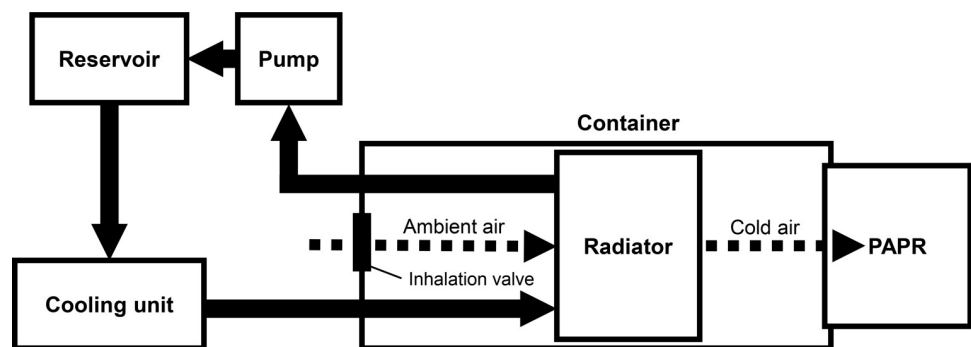 Reservoir
Pump
Container
Ambient air
Cold air
Radiator
PAPR
Inhalation valve
Cooling unit